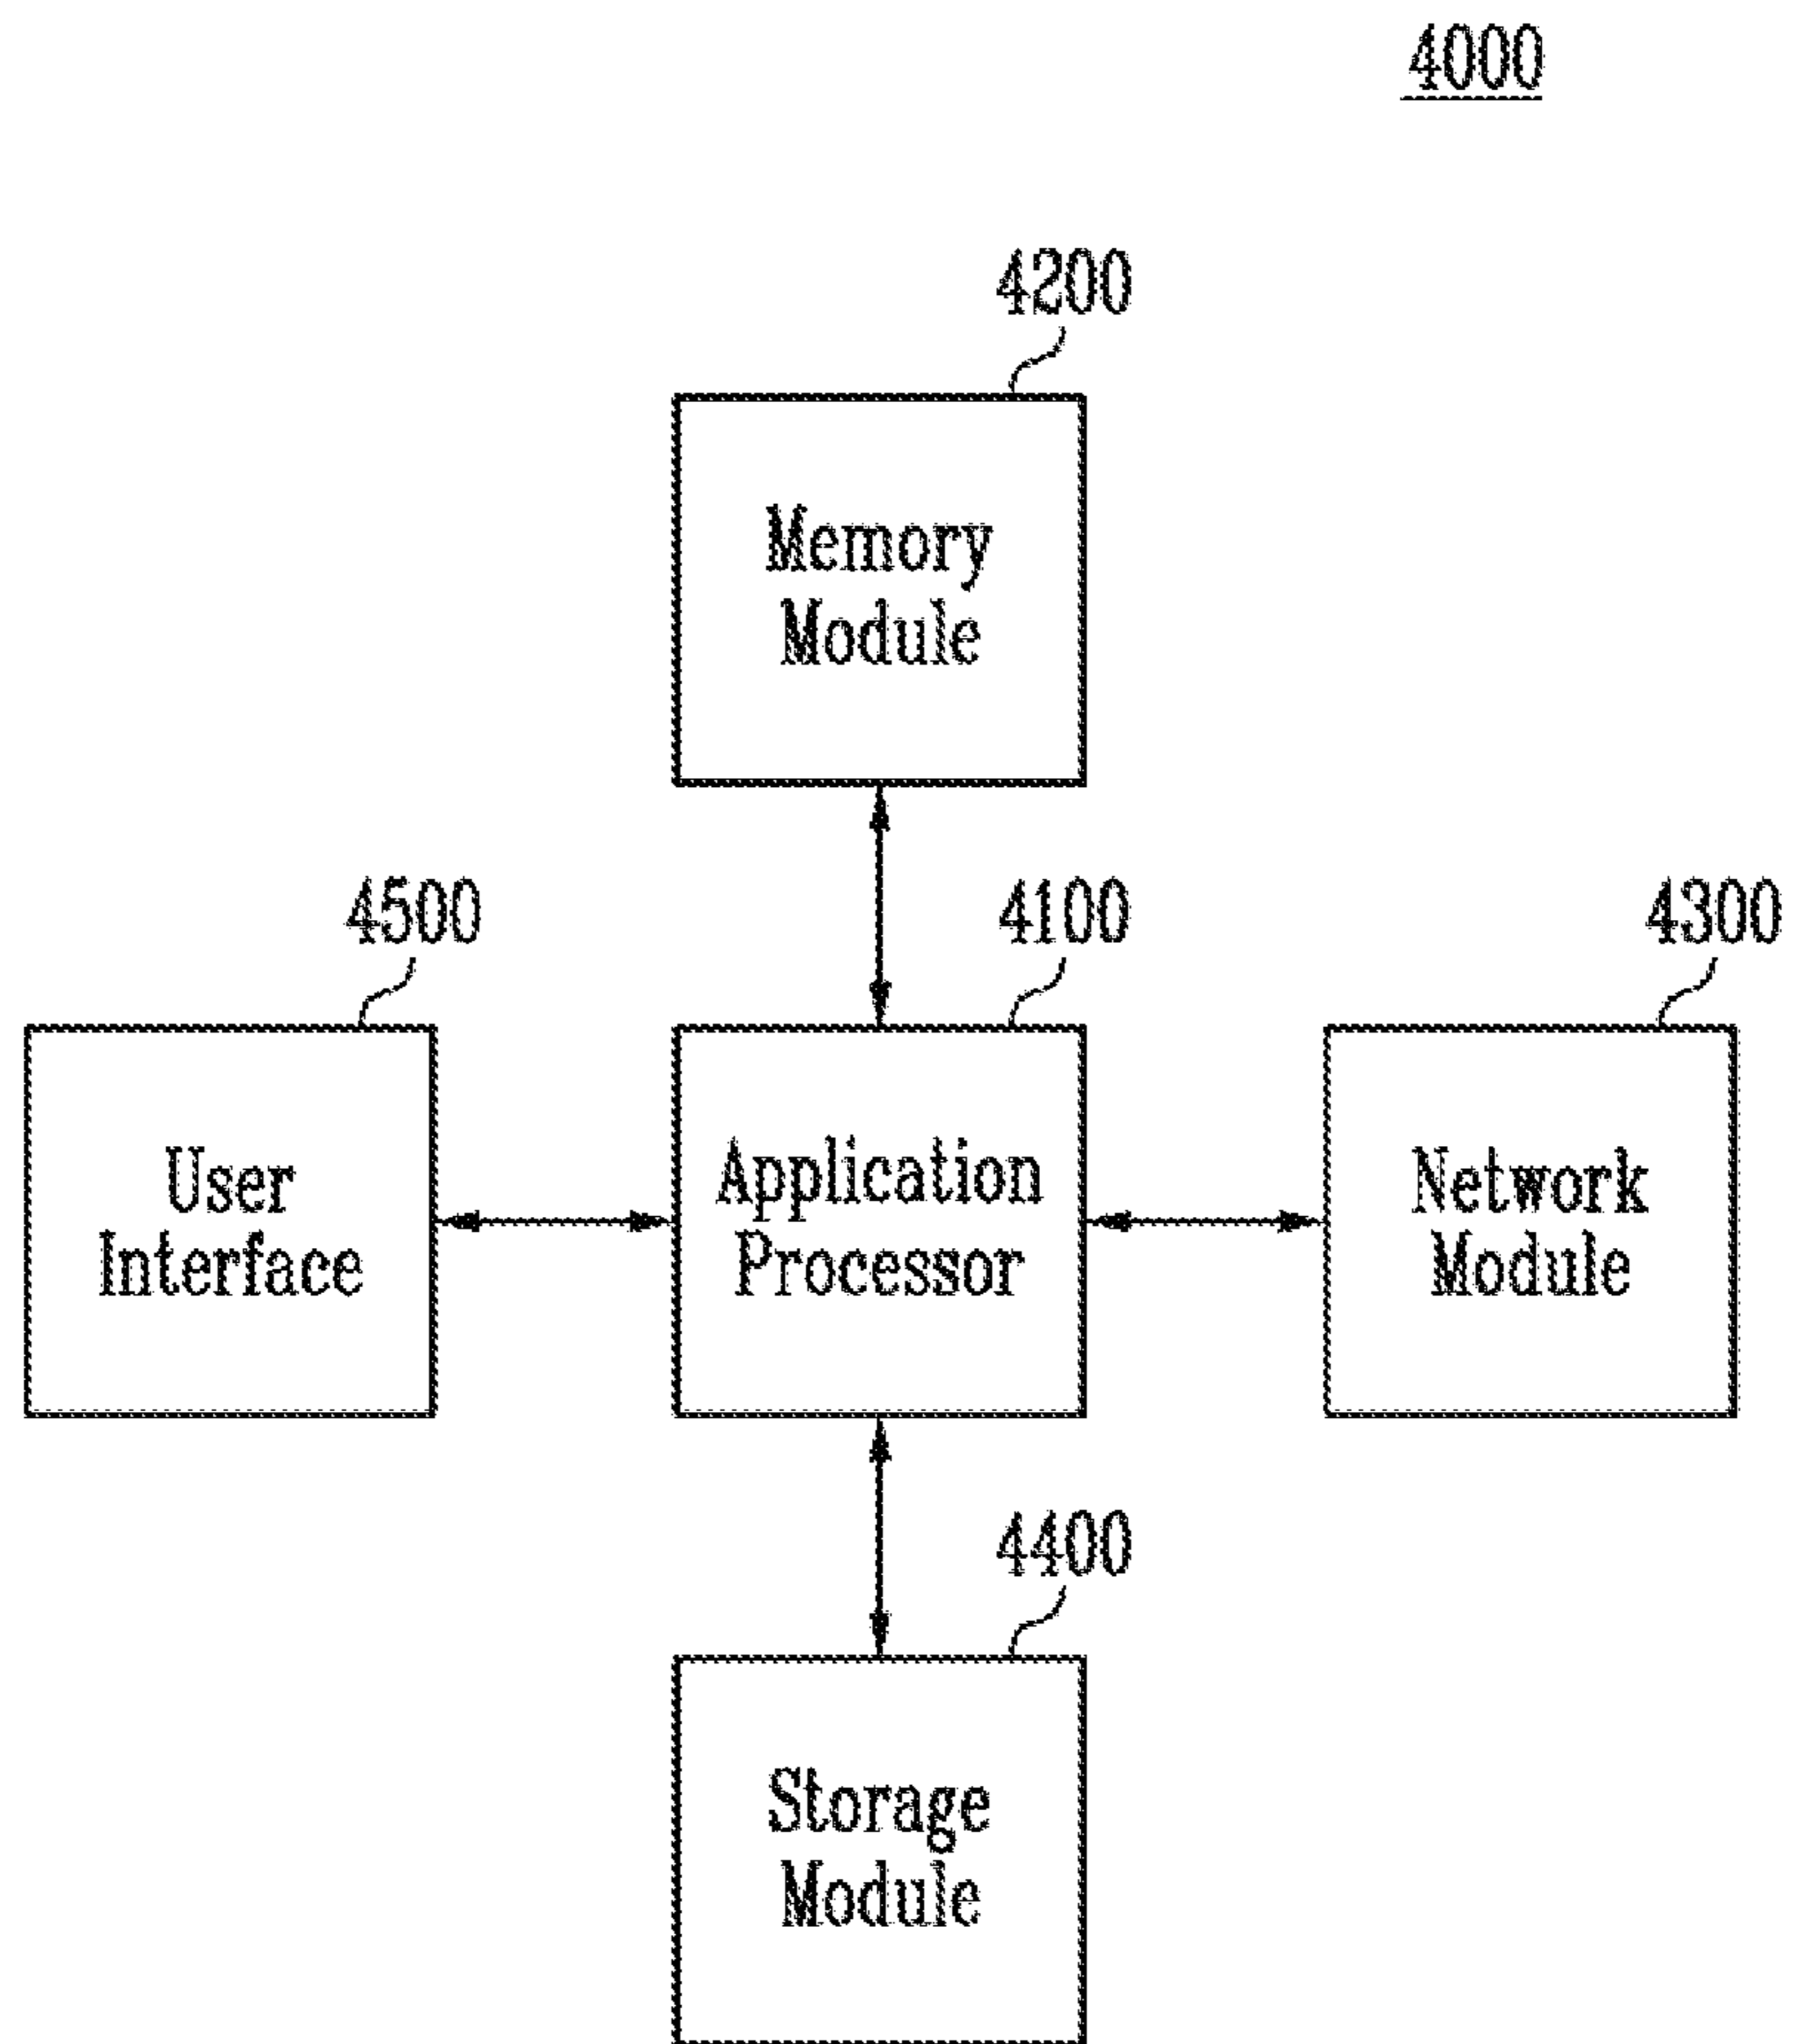 4000
4200
Memory
Module
4500
4100
4300
User
Interface
Application
Processor
Network
Module
4400
Storage
Module